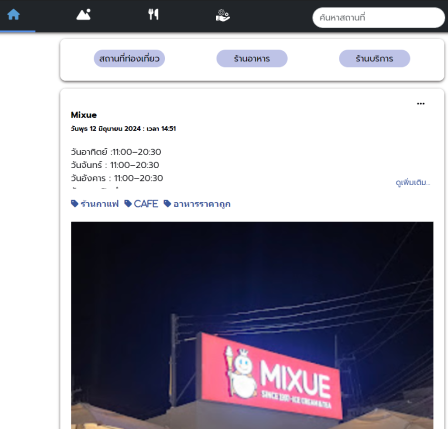 ค้นหาสถานที่
สถานที่ท่องเที่ยว ร้านอาหาร ร้านบริการ
Mixue
วันพุธ 12 มิถุนายน 2024 : เวลา 14:51
วันอาทิตย์ :11:00–20:30
วันจันทร์ : 11:00–20:30
วันอังคาร : 11:00–20:30
ดูเพิ่มเติม...
ร้านกาแฟ CAFE อาหารราคาถูก
MIXUE
SINCE 1997-ICE CREAM&TEA